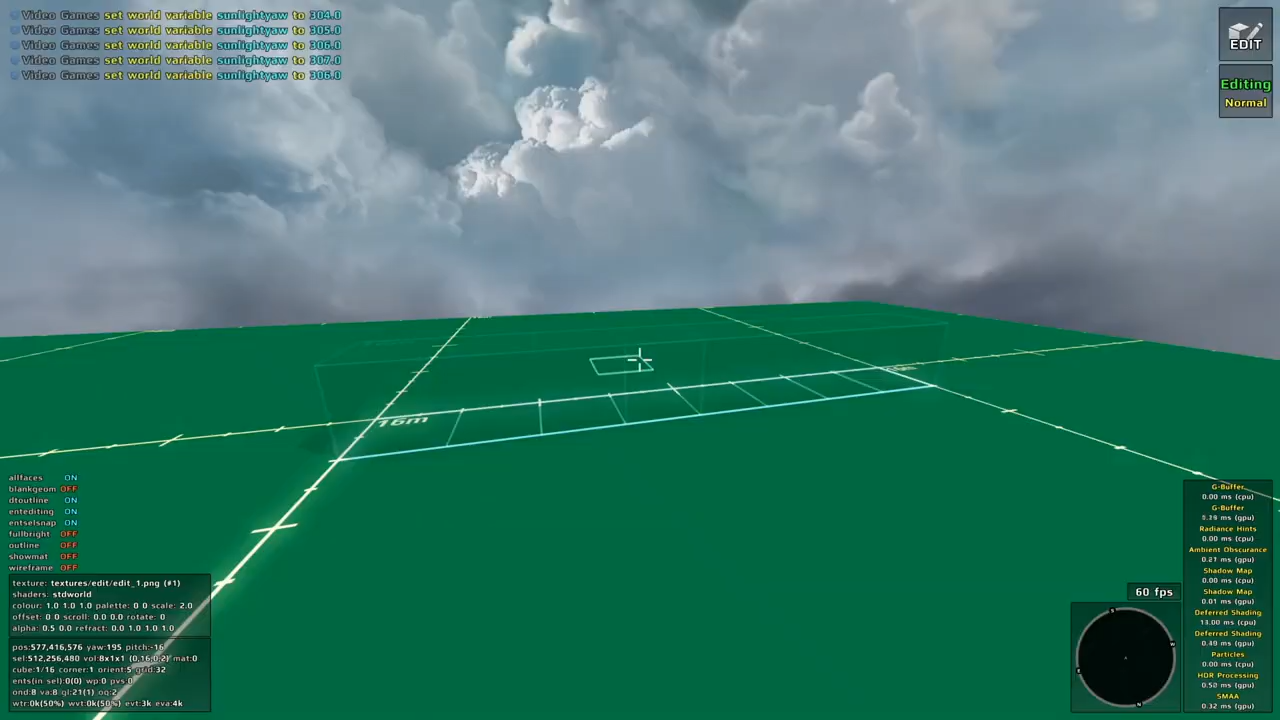 Video Games set world variable sunlightyaw to 304.0
Video Games set world variable sunlightyaw to 305.0
Video Games set world variable sunlightyaw to 306.0
Video Games set world variable sunlightyaw to 307.0
Video Games set world variable sunlightyaw to 306.0
EDIT
Editing
Normal
16m
allfaces ON
blankgeom OFF
dtoutline ON
entediting ON
entselsnap ON
fullbright OFF
outline OFF
showmat OFF
wireframe OFF
texture: textures/edit/edit_1.png (#1)
shaders: stdworld
colour: 1.0 1.0 1.0 palette: 0 0 scale: 2.0
offset: 0 0 scroll: 0.0 0.0 rotate: 0
alpha: 0.5 0.0 refract: 0.0 1.0 1.0 1.0
pos:577,416,576 yaw:195 pitch:-16
sel:512,256,480 vol:8x1x1 (0,16,0,2) mat:0
cube:1/16 corner:1 orient:5 grid:32
ents(in sel):0(0) wp:0 pvs:0
ond:8 va:8 gl:21(1) oq:2
wtr:0k(50%) wvt:0k(50%) evt:3k eva:4k
60 fps
G-Buffer
0.00 ms (cpu)
G-Buffer
ms (gpu)
Radiance Hints
0.00 ms (cpu)
Ambient Obscurance
0.21 ms (gpu)
Shadow Map
0.00 ms (cpu)
Shadow Map
0.01 ms (gpu)
Deferred Shading
13.00 ms (cpu)
Deferred Shading
ms (gpu)
Particles
0.00 ms (cpu)
HDR Processing
0.50 ms (gpu)
SMAA
0.32 ms (gpu)